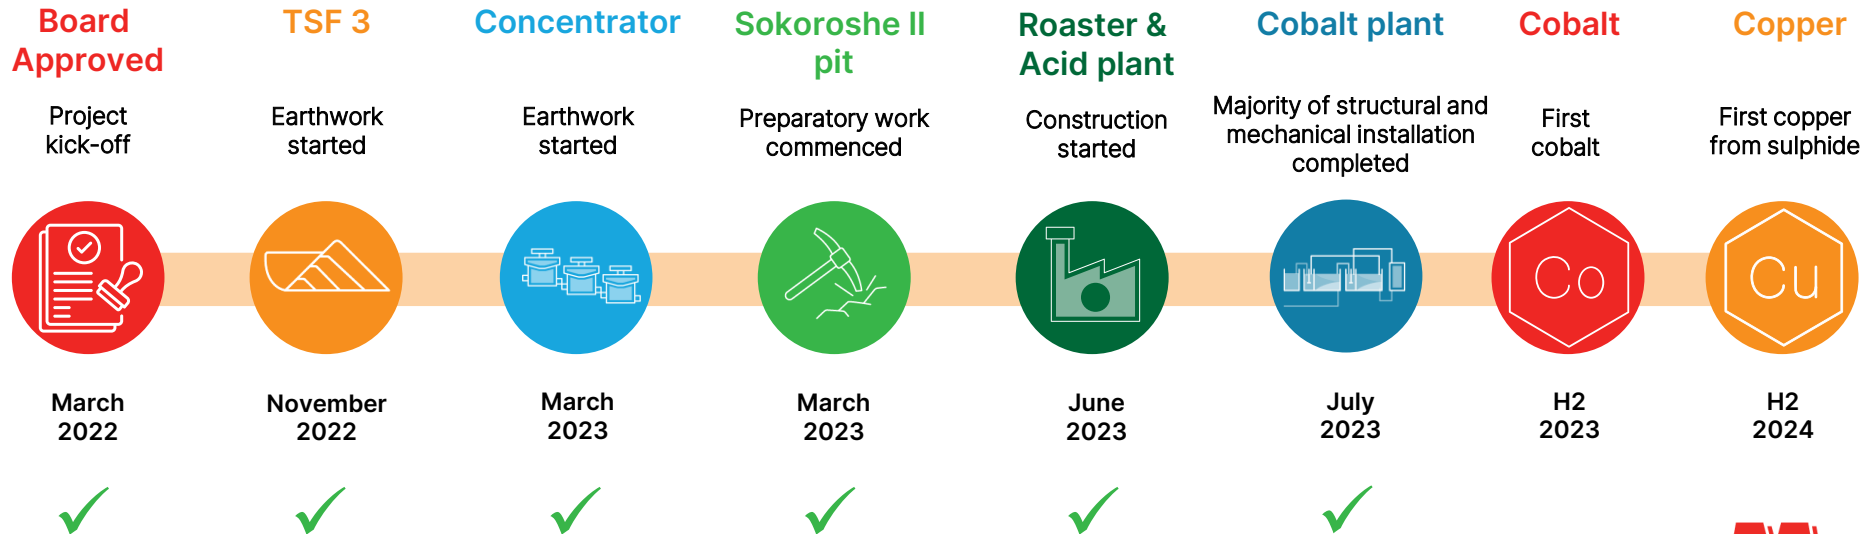 Board
Approved
Project
kick-off
March
2022
TSF 3
Earthwork
started
November
2022
Concentrator
Earthwork
started
March
2023
Sokoroshe II
pit
Preparatory work
commenced
March
2023
Roaster &
Acid plant
Construction
started
June
2023
Cobalt plant
Majority of structural and
mechanical installation
completed
July
2023
Cobalt
First
cobalt
Co
H2
2023
Copper
First copper
from sulphide
Cu
H2
2024